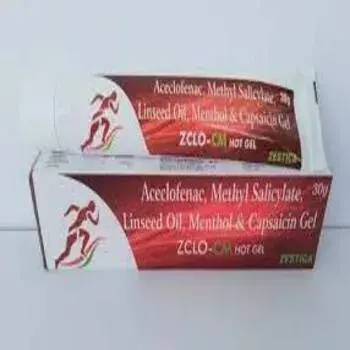 Aceclofenac, Methyl Salicylate, 30g
Linseed Oil, Menthol & Capsaicin Gel
ZCLO-CM HOT GEL
ZESTICA
Aceclofenac, Methyl Salicylate, 30g
Linseed Oil, Menthol & Capsaicin Gel
ZCLO-CM HOT GEL
ZESTICA